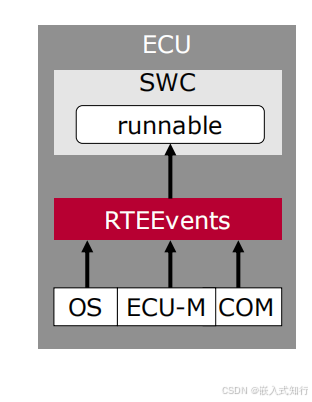 ECU
SWC
runnable
RTEEvents
OS ECU-M COM
CSDN @嵌入式知行